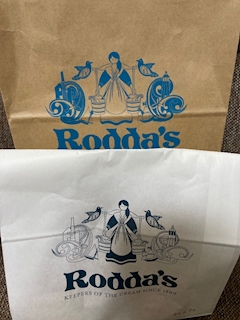 Rodda's
Rodda's
KEEPERS OF THE CREAM SINCE 1890